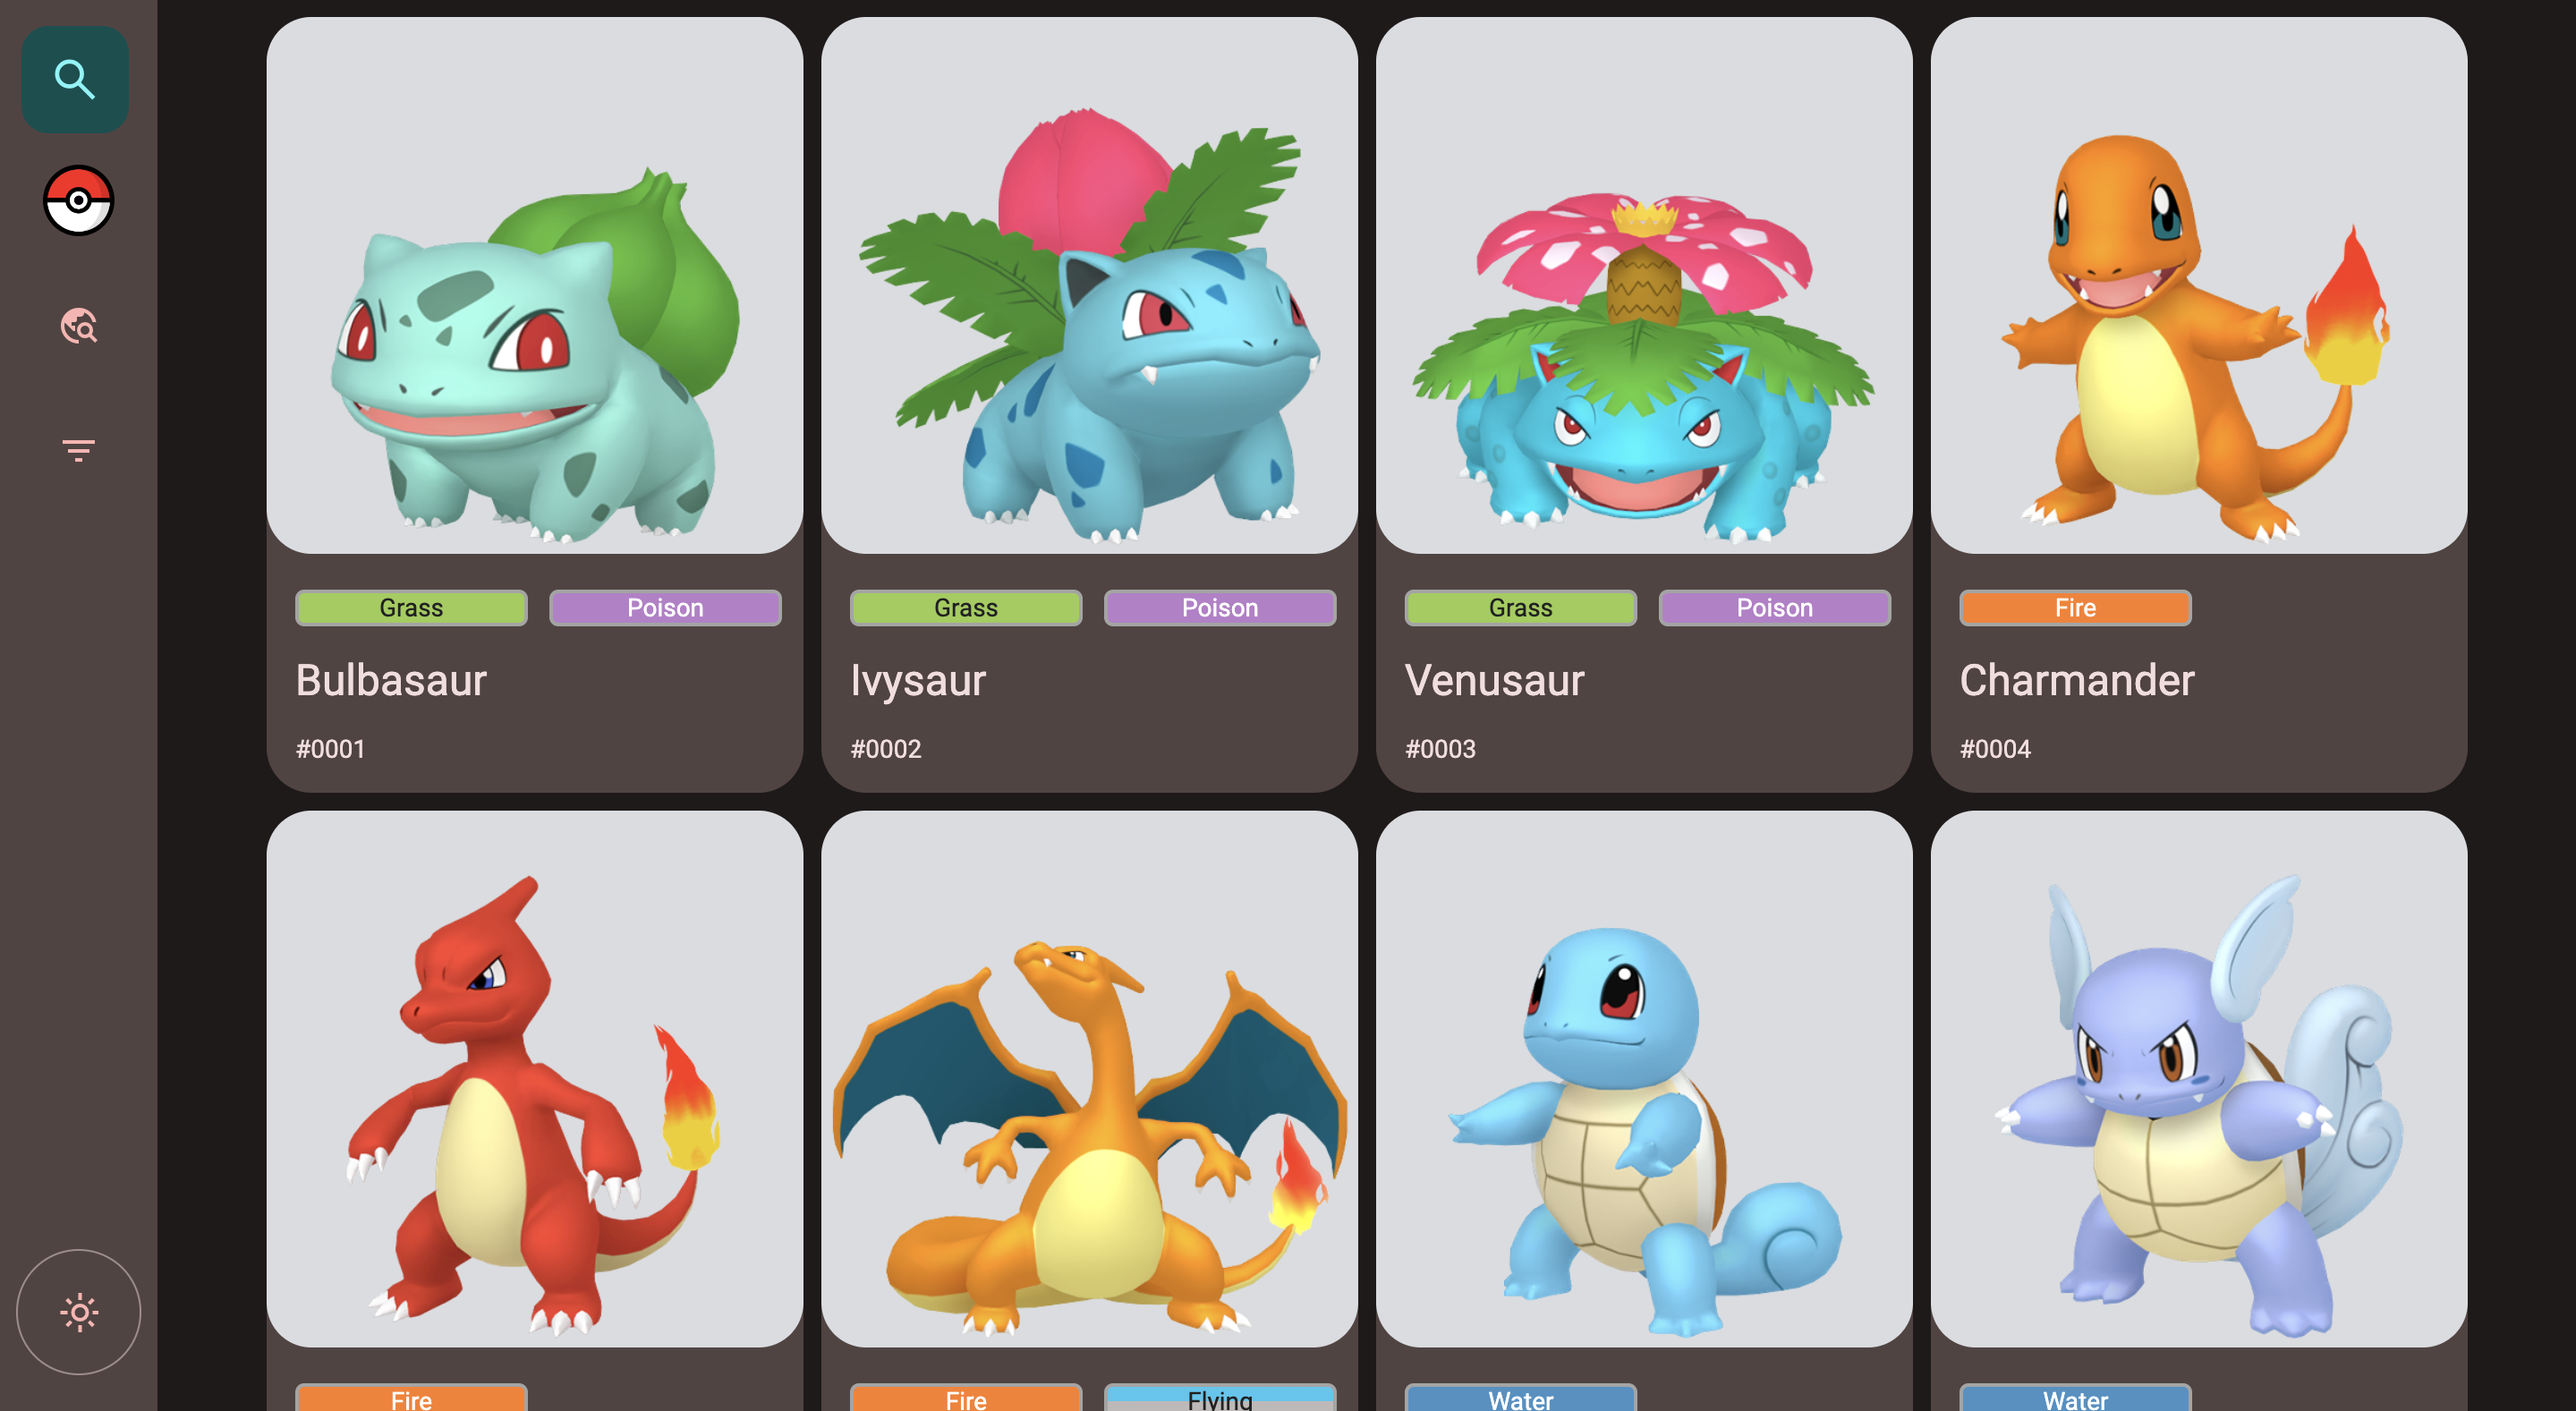 Grass Poison
Bulbasaur
#0001
Grass Poison
Ivysaur
#0002
Grass Poison
Venusaur
#0003
Fire
Charmander
#0004
Fire
Fire Flying
Water
Water